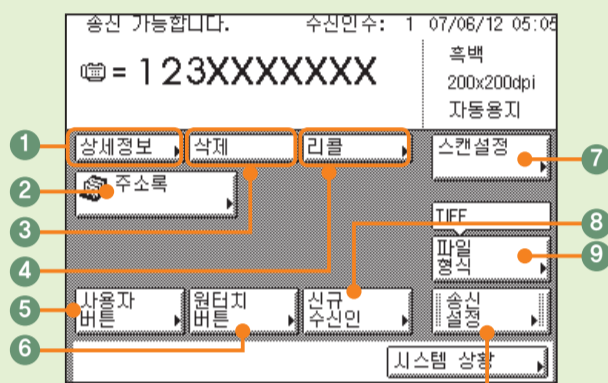 송신 가능합니다. 수신인수: 1 07/06/12 05:05
= 123XXXXXXX
흑백
200x200dpi
자동용지
1 상세정보 삭제 리콜 스캔설정 7
2 주소록
3
TIFF
8
4
파일
형식
9
5 사용자
버튼
원터치
버튼
신규
수신인
송신
설정
6
시스템 상황